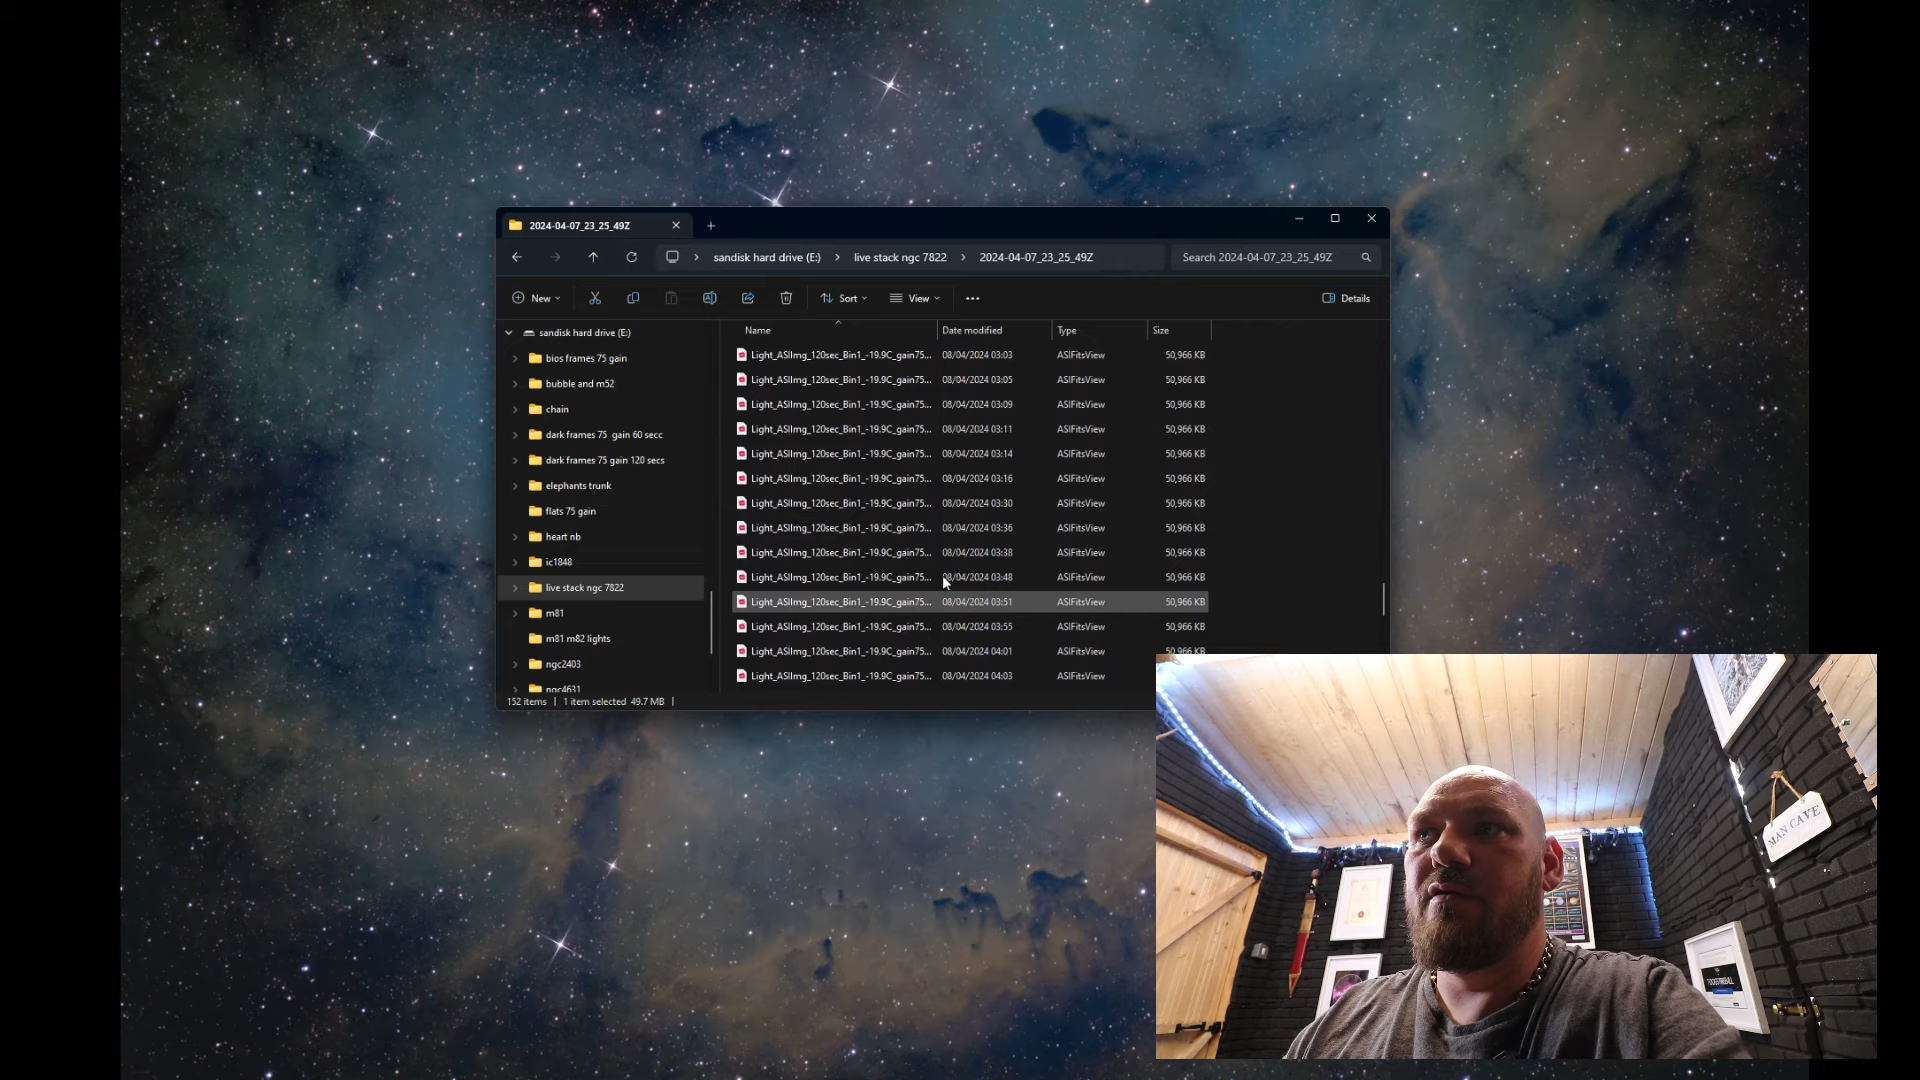 2024-04-07_23_25_49Z
sandisk hard drive (E:) > live stack ngc 7822 > 2024-04-07_23_25_49Z
Search 2024-04-07_23_25_49Z
New Sort View ••• Details
sandisk hard drive (E:)
bios frames 75 gain
bubble and m52
chain
dark frames 75 gain 60 secc
dark frames 75 gain 120 secs
elephants trunk
flats 75 gain
heart nb
ic1848
live stack ngc 7822
m81
m81 m82 lights
ngc2403
ngc4631
Name Date modified Type Size
Light_ASIImg_120sec_Bin1_-19.9C_gain75... 08/04/2024 03:03 ASIFitsView 50,966 KB
Light_ASIImg_120sec_Bin1_-19.9C_gain75... 08/04/2024 03:05 ASIFitsView 50,966 KB
Light_ASIImg_120sec_Bin1_-19.9C_gain75... 08/04/2024 03:09 ASIFitsView 50,966 KB
Light_ASIImg_120sec_Bin1_-19.9C_gain75... 08/04/2024 03:11 ASIFitsView 50,966 KB
Light_ASIImg_120sec_Bin1_-19.9C_gain75... 08/04/2024 03:14 ASIFitsView 50,966 KB
Light_ASIImg_120sec_Bin1_-19.9C_gain75... 08/04/2024 03:16 ASIFitsView 50,966 KB
Light_ASIImg_120sec_Bin1_-19.9C_gain75... 08/04/2024 03:30 ASIFitsView 50,966 KB
Light_ASIImg_120sec_Bin1_-19.9C_gain75... 08/04/2024 03:36 ASIFitsView 50,966 KB
Light_ASIImg_120sec_Bin1_-19.9C_gain75... 08/04/2024 03:38 ASIFitsView 50,966 KB
Light_ASIImg_120sec_Bin1_-19.9C_gain75... 08/04/2024 03:48 ASIFitsView 50,966 KB
Light_ASIImg_120sec_Bin1_-19.9C_gain75... 08/04/2024 03:51 ASIFitsView 50,966 KB
Light_ASIImg_120sec_Bin1_-19.9C_gain75... 08/04/2024 03:55 ASIFitsView 50,966 KB
Light_ASIImg_120sec_Bin1_-19.9C_gain75... 08/04/2024 04:01 ASIFitsView 50,966 KB
Light_ASIImg_120sec_Bin1_-19.9C_gain75... 08/04/2024 04:03 ASIFitsView
152 items | 1 item selected 49.7 MB |
MAN CAVE